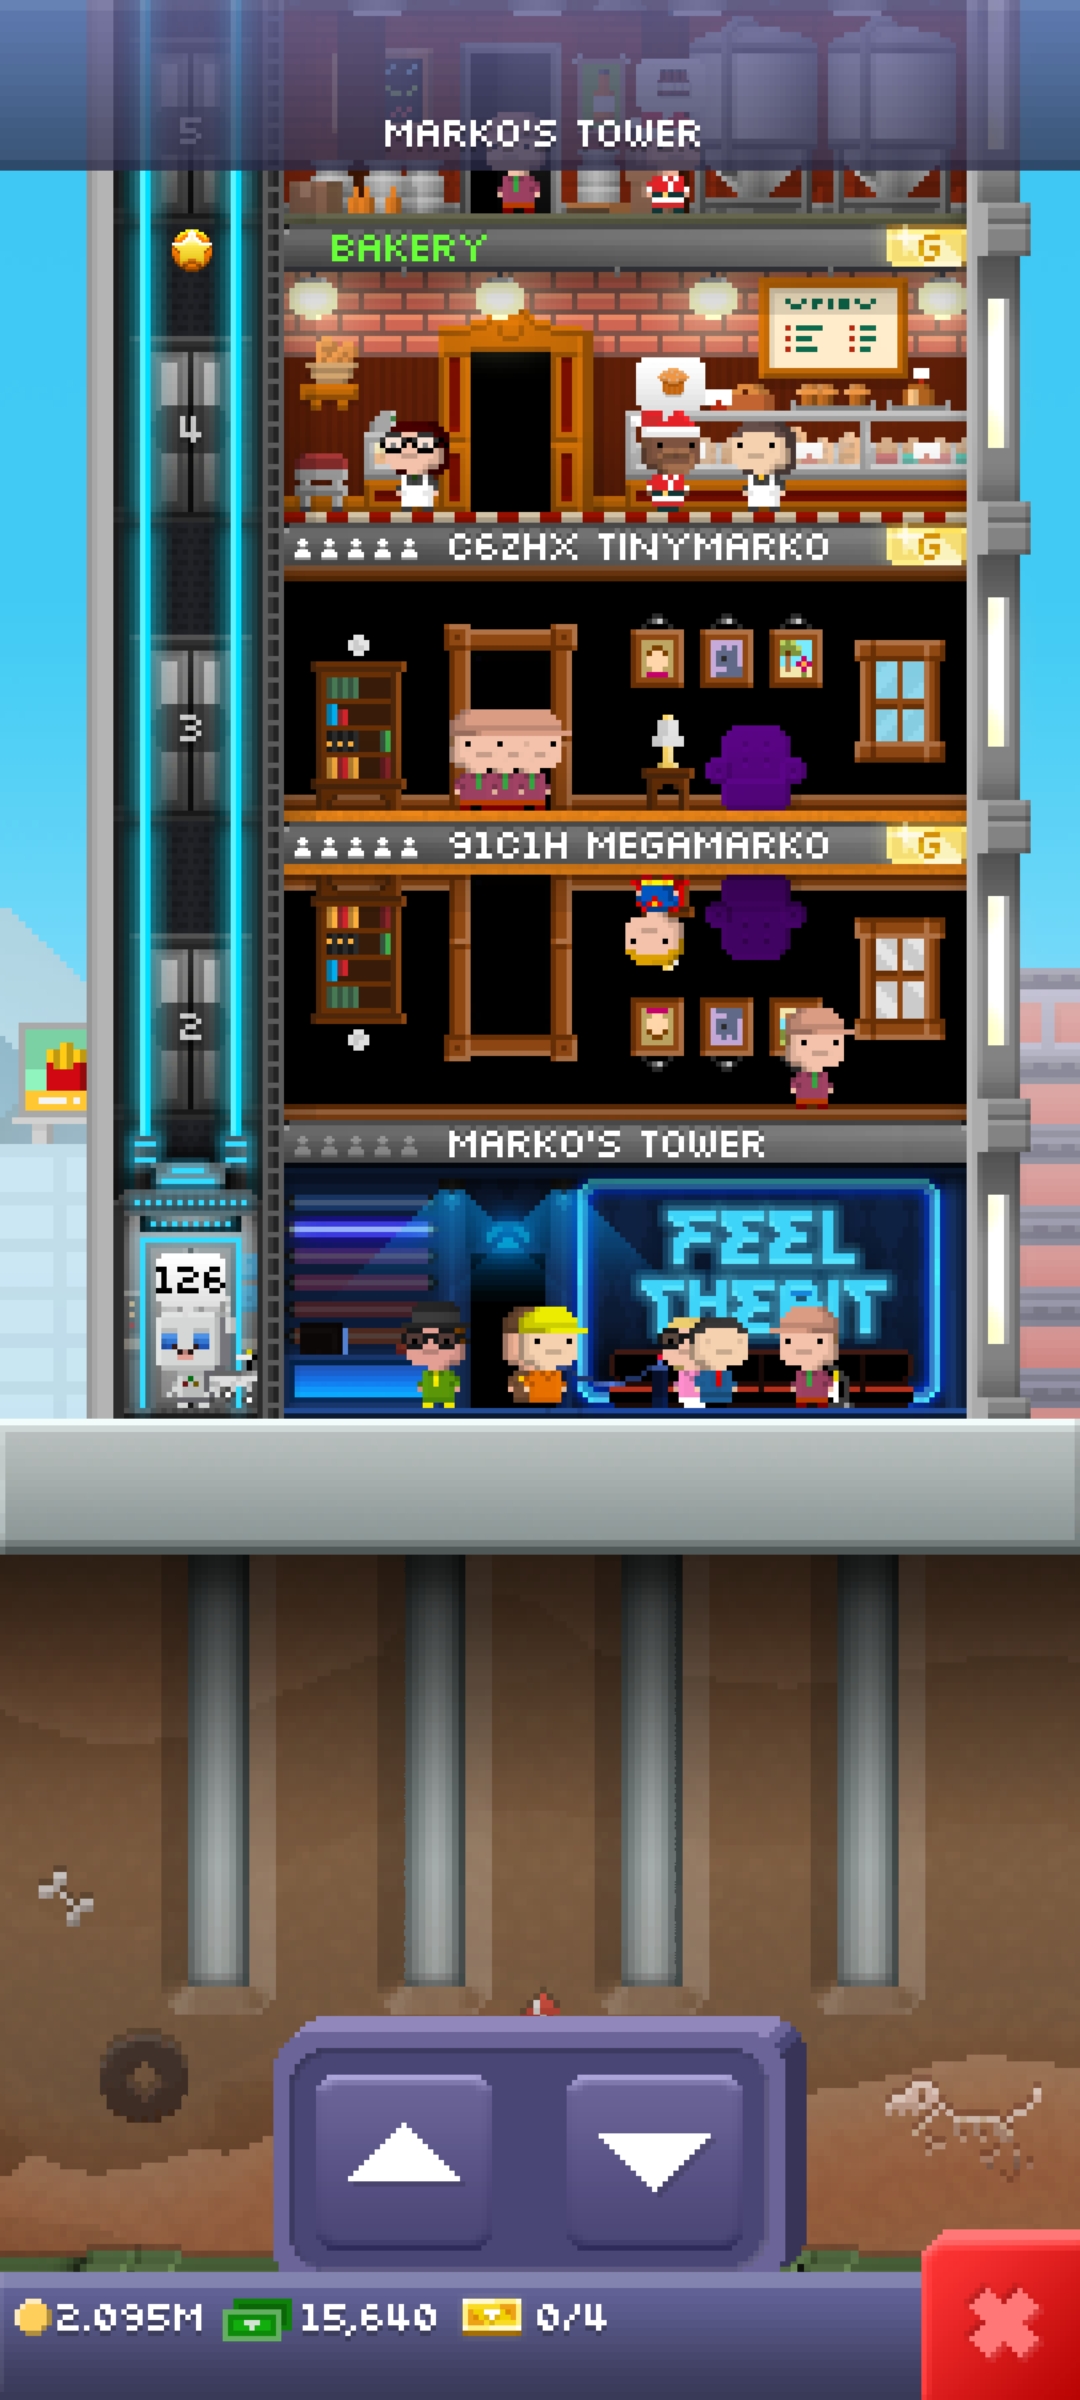 MARKO'S TOWER
5
BAKERY
G
4
C6ZHX TINYMARKO
G
3
91C1H MEGAMARKO
G
2
MARKO'S TOWER
FEEL
THE BIT
126
2.095M
15,640
0/4